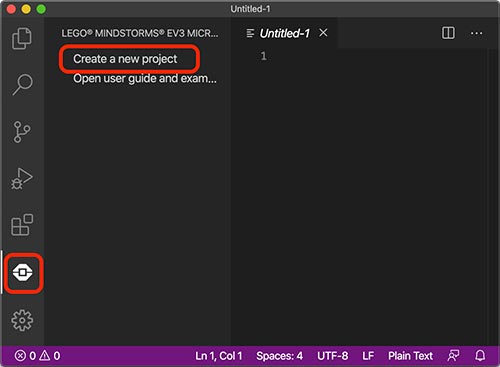 Untitled-1
LEGO® MINDSTORMS® EV3 MICR...
Create a new project
Open user guide and exam...
Untitled-1
1
0 0
Ln 1, Col 1 Spaces: 4 UTF-8 LF Plain Text